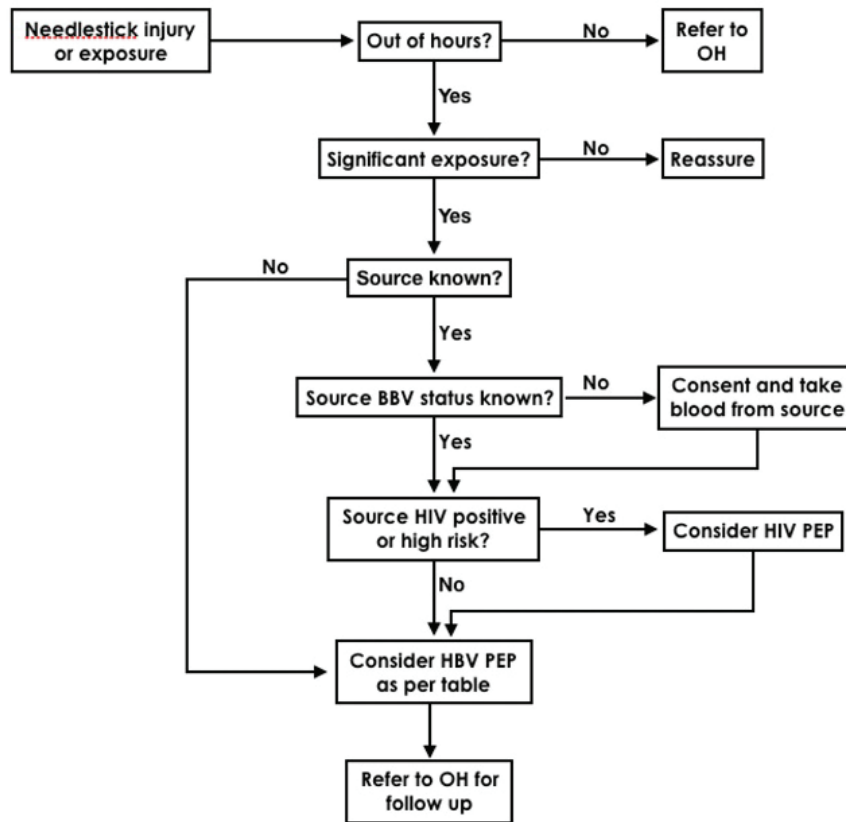 Needlestick injury
or exposure
Out of hours?
No
Refer to
OH
Yes
Significant exposure?
No
Reassure
Yes
No
Source known?
Yes
Source BBV status known?
No
Consent and take
blood from source
Yes
Source HIV positive
or high risk?
Yes
Consider HIV PEP
No
Consider HBV PEP
as per table
Refer to OH for
follow up